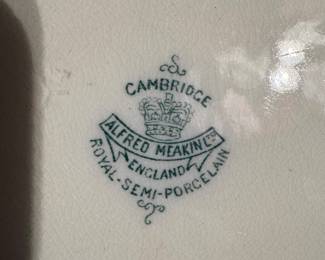 CAMBRIDGE
ALFRED MEAKIN LTD
ENGLAND
ROYAL-SEMI-PORCELAIN